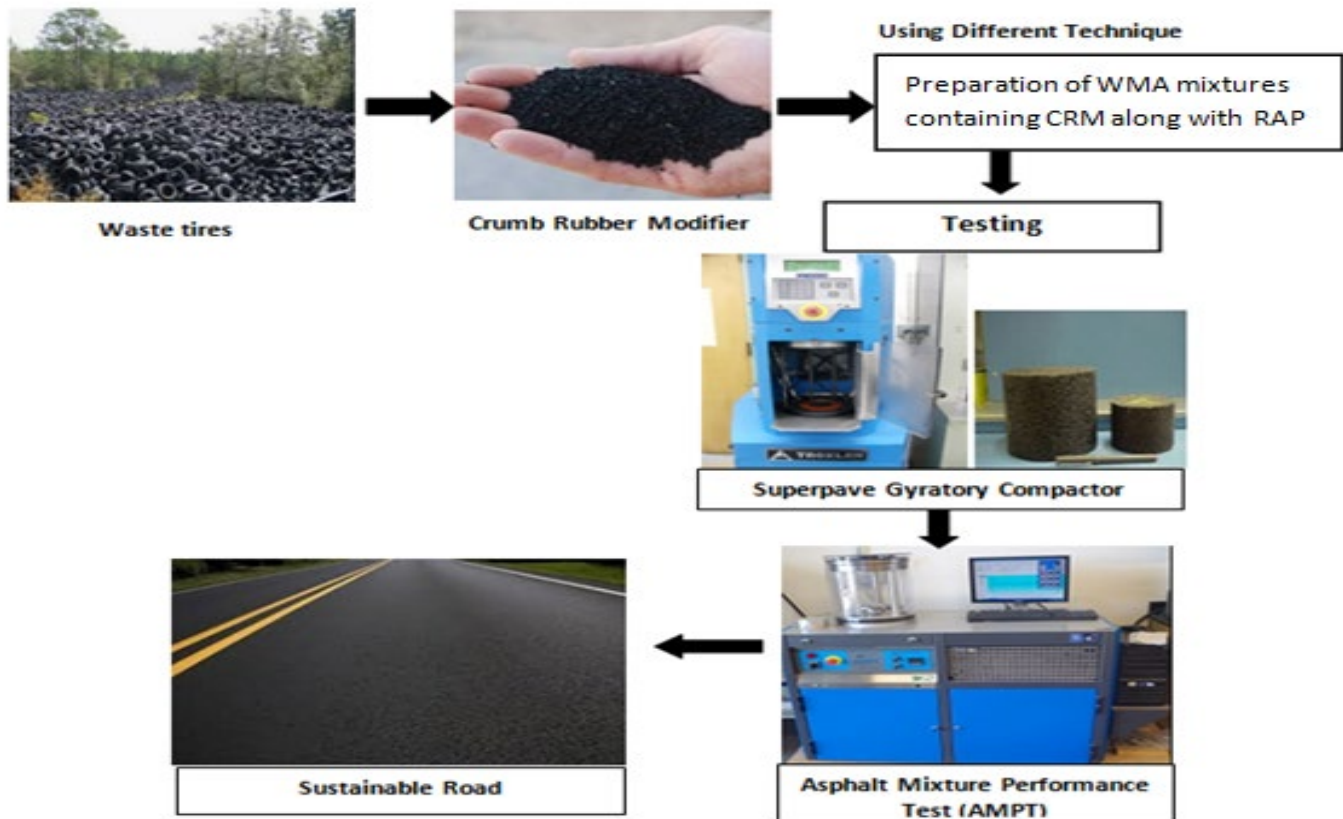 Using Different Technique
Preparation of WMA mixtures
containing CRM along with RAP
Waste tires
Crumb Rubber Modifier
Testing
TROXLER
Superpave Gyratory Compactor
Sustainable Road
Asphalt Mixture Performance
Test (AMPT)